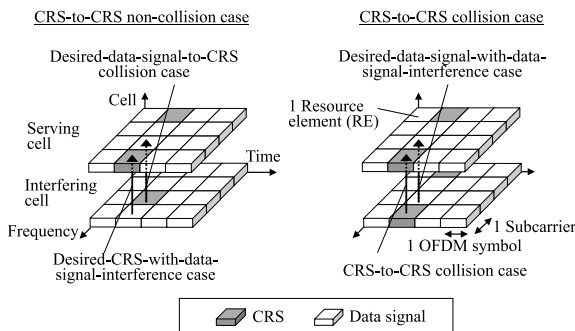 CRS-to-CRS non-collision case
Desired-data-signal-to-CRS
collision case
Cell
Serving
cell
Time
Interfering
cell
Frequency
Desired-CRS-with-data-
signal-interference case
CRS-to-CRS collision case
Desired-data-signal-with-data-
signal-interference case
1 Resource
element (RE)
1 Subcarrier
1 OFDM symbol
CRS-to-CRS collision case
CRS
Data signal